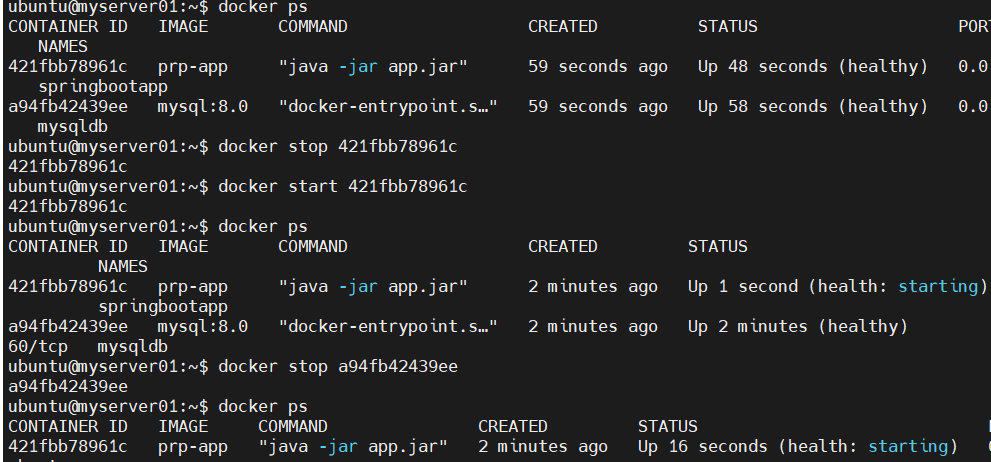 ubuntu@myserver01:~$ docker ps
CONTAINER ID   IMAGE       COMMAND                  CREATED          STATUS                    POR
   NAMES
421fbb78961c   prp-app     "java -jar app.jar"      59 seconds ago   Up 48 seconds (healthy)   0.0
   springbootapp
a94fb42439ee   mysql:8.0   "docker-entrypoint.s…"   59 seconds ago   Up 58 seconds (healthy)   0.0
   mysqldb
ubuntu@myserver01:~$ docker stop 421fbb78961c
421fbb78961c
ubuntu@myserver01:~$ docker start 421fbb78961c
421fbb78961c
ubuntu@myserver01:~$ docker ps
CONTAINER ID   IMAGE       COMMAND                  CREATED         STATUS
         NAMES
421fbb78961c   prp-app     "java -jar app.jar"      2 minutes ago   Up 1 second (health: starting)
         springbootapp
a94fb42439ee   mysql:8.0   "docker-entrypoint.s…"   2 minutes ago   Up 2 minutes (healthy)
60/tcp   mysqldb
ubuntu@myserver01:~$ docker stop a94fb42439ee
a94fb42439ee
ubuntu@myserver01:~$ docker ps
CONTAINER ID   IMAGE     COMMAND               CREATED         STATUS
421fbb78961c   prp-app   "java -jar app.jar"   2 minutes ago   Up 16 seconds (health: starting)